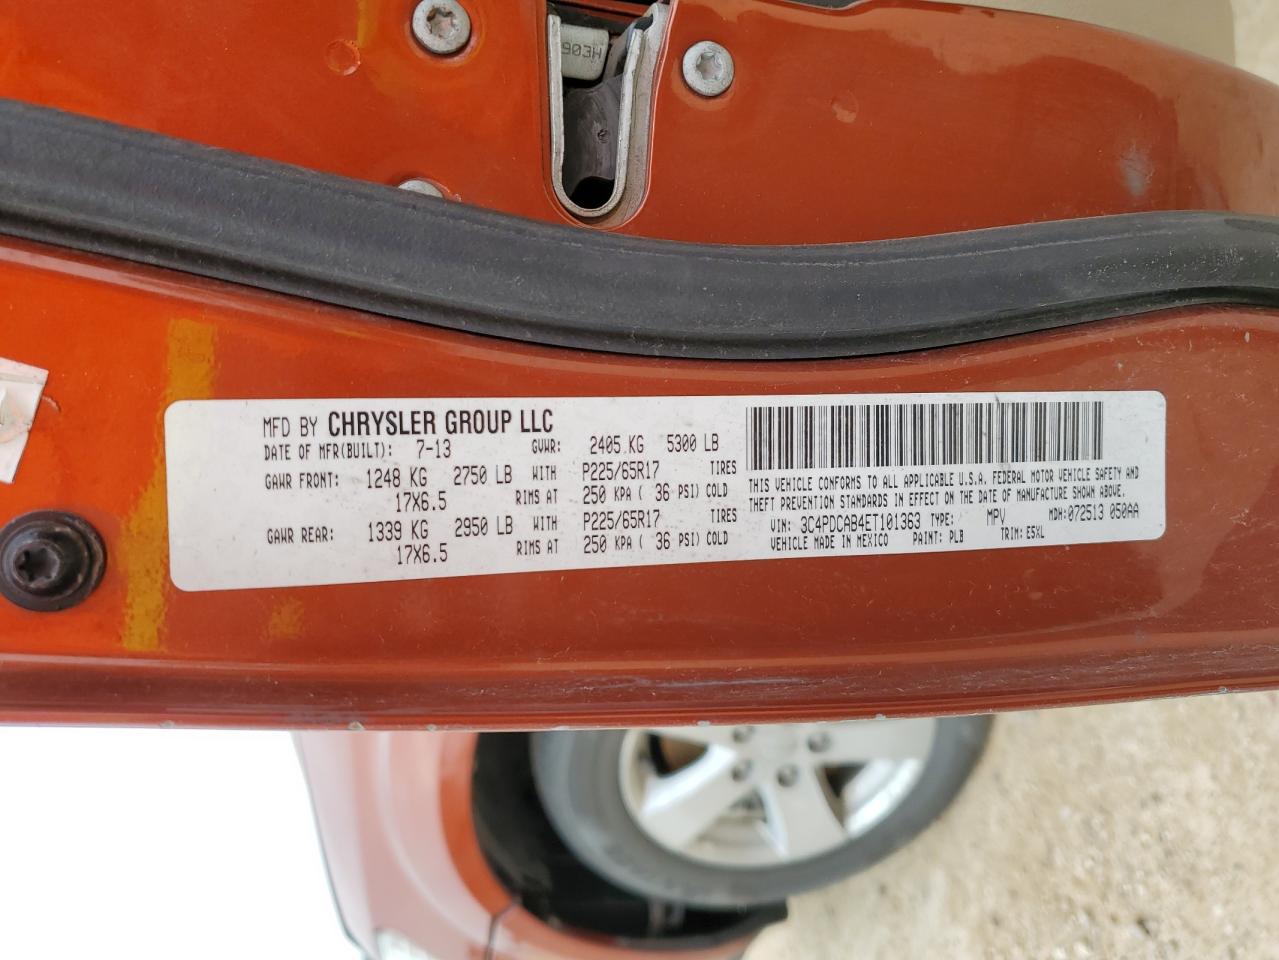 903H
MFD BY CHRYSLER GROUP LLC
DATE OF MFR(BUILT): 7-13 GVWR: 2405 KG 5300 LB
GAWR FRONT: 1248 KG 2750 LB WITH P225/65R17 TIRES
17X6.5 RIMS AT 250 KPA ( 36 PSI) COLD
GAWR REAR: 1339 KG 2950 LB WITH P225/65R17 TIRES
17X6.5 RIMS AT 250 KPA ( 36 PSI) COLD
THIS VEHICLE CONFORMS TO ALL APPLICABLE U.S.A. FEDERAL MOTOR VEHICLE SAFETY AND
THEFT PREVENTION STANDARDS IN EFFECT ON THE DATE OF MANUFACTURE SHOWN ABOVE.
VIN: 3C4PDCAB4ET101363 TYPE: MPV MDH:072513 050AA
VEHICLE MADE IN MEXICO PAINT: PLB TRIM: E5XL